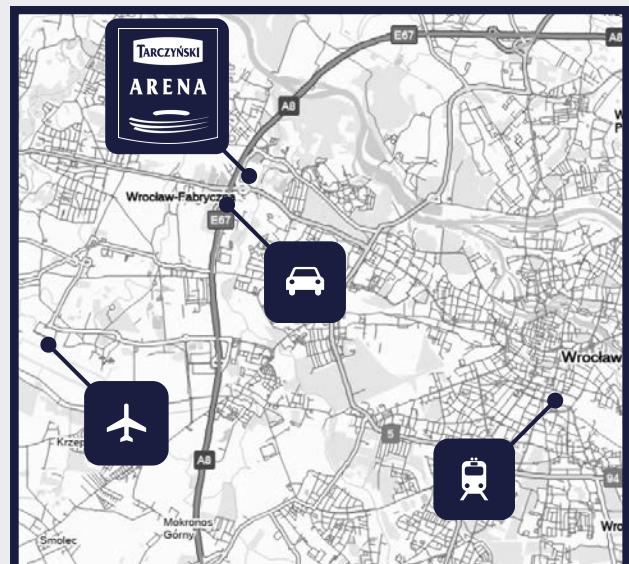 TARCZYŃSKI
ARENA
E67
A8
A8
Wrocław-Fabryczna
E67
Wrocław
Krzep
5
A8
94
Mokronos
Górny
Smolec
Wro